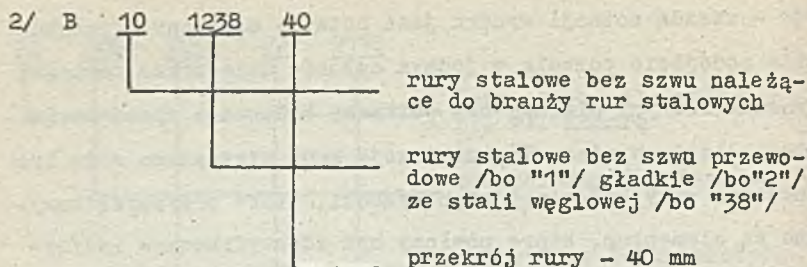 2/ B 10 1238 40
rury stalowe bez szwu należą-
ce do branży rur stalowych
rury stalowe bez szwu przewo-
dowe /bo "1"/ gładkie /bo"2"/
ze stali węglowej /bo "38"/
przekrój rury - 40 mm